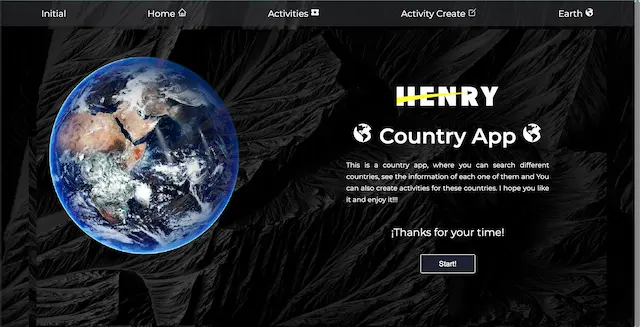 Initial
Home
Activities
Activity Create
Earth
HENRY
Country App
This is a country app, where you can search different
countries, see the information of each one of them and You
can also create activities for these countries. I hope you like
it and enjoy it!!!
¡Thanks for your time!
Start!